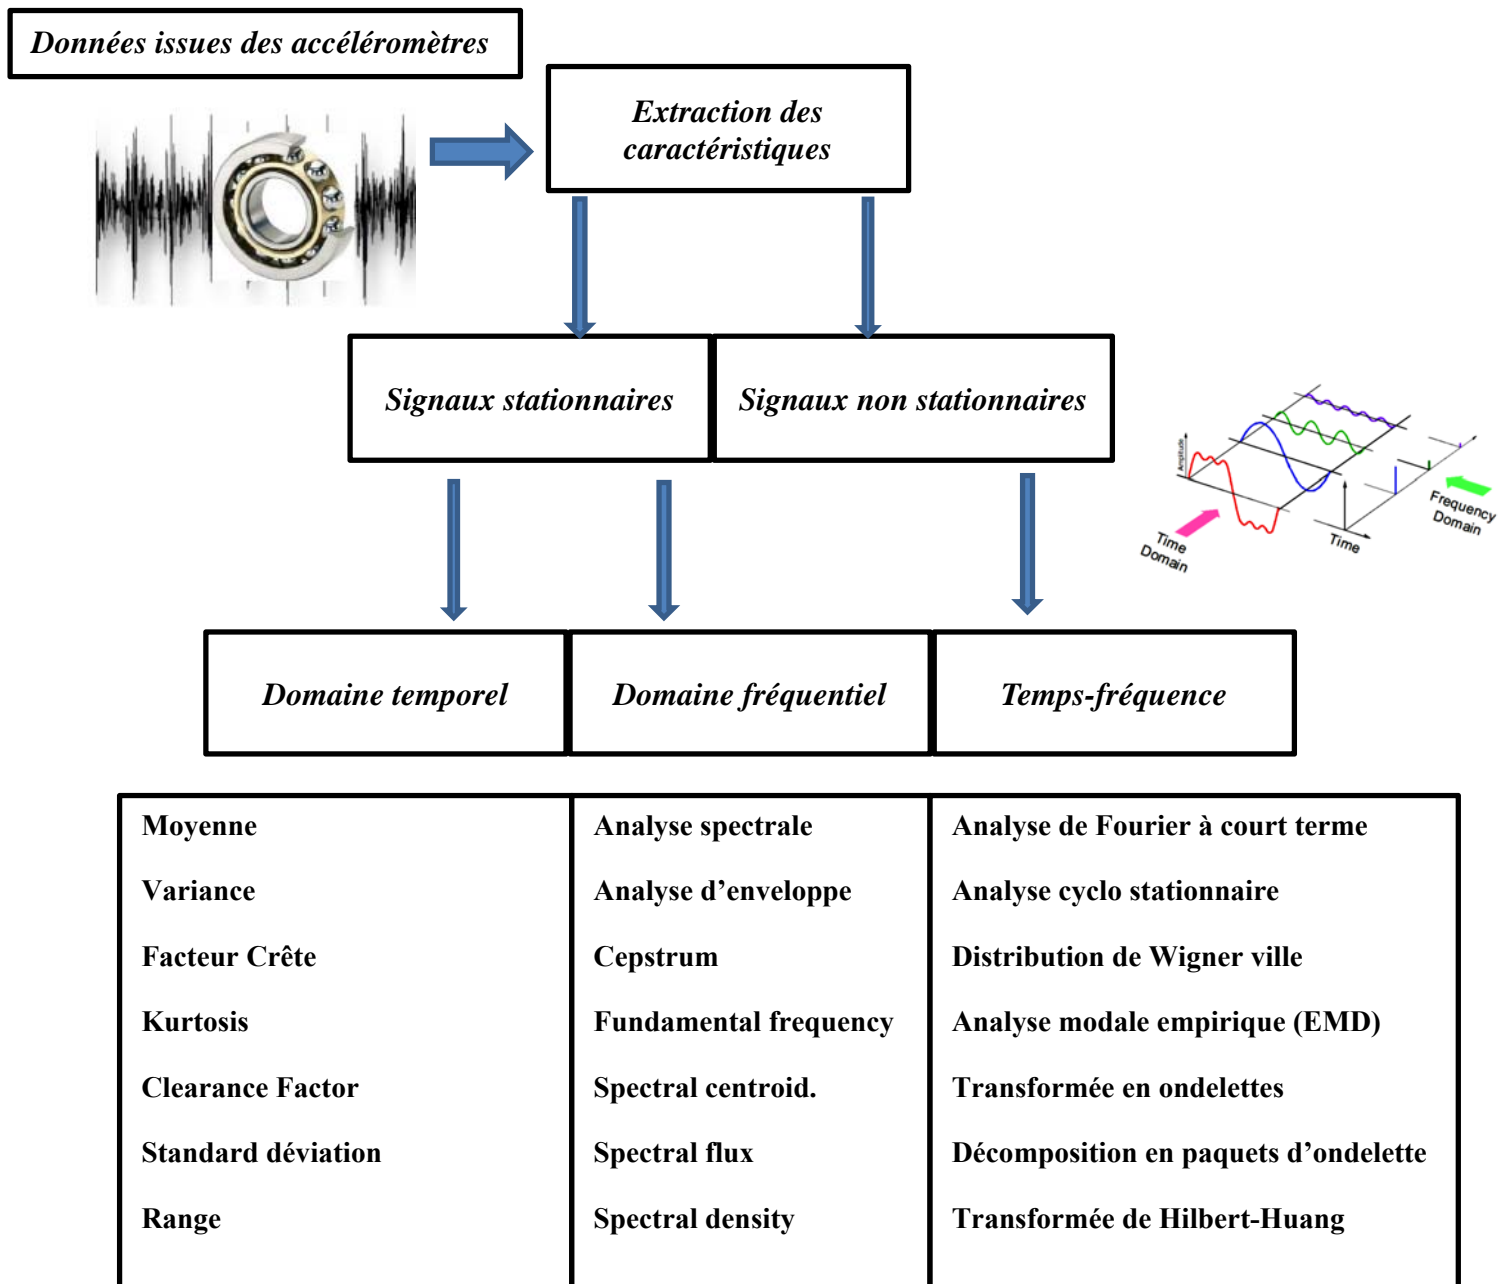 Données issues des accéléromètres
Extraction des
caractéristiques
Signaux stationnaires
Signaux non stationnaires
Amplitude
Time
Domain
Time
Frequency
Domain
Domaine temporel
Domaine fréquentiel
Temps-fréquence
Moyenne
Variance
Facteur Crête
Kurtosis
Clearance Factor
Standard déviation
Range
Analyse spectrale
Analyse d’enveloppe
Cepstrum
Fundamental frequency
Spectral centroid.
Spectral flux
Spectral density
Analyse de Fourier à court terme
Analyse cyclo stationnaire
Distribution de Wigner ville
Analyse modale empirique (EMD)
Transformée en ondelettes
Décomposition en paquets d’ondelette
Transformée de Hilbert-Huang